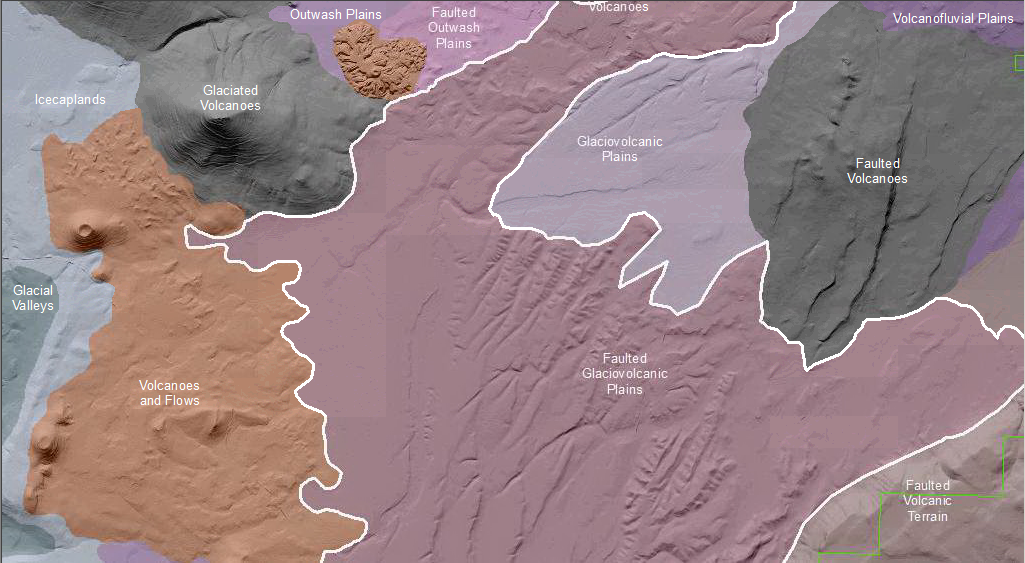 Volcanoes
Outwash Plains
Faulted
Outwash
Plains
Volcanofluvial Plains
Icecaplands
Glaciated
Volcanoes
Glaciovolcanic
Plains
Faulted
Volcanoes
Glacial
Valleys
Faulted
Glaciovolcanic
Plains
Volcanoes
and Flows
Faulted
Volcanic
Terrain